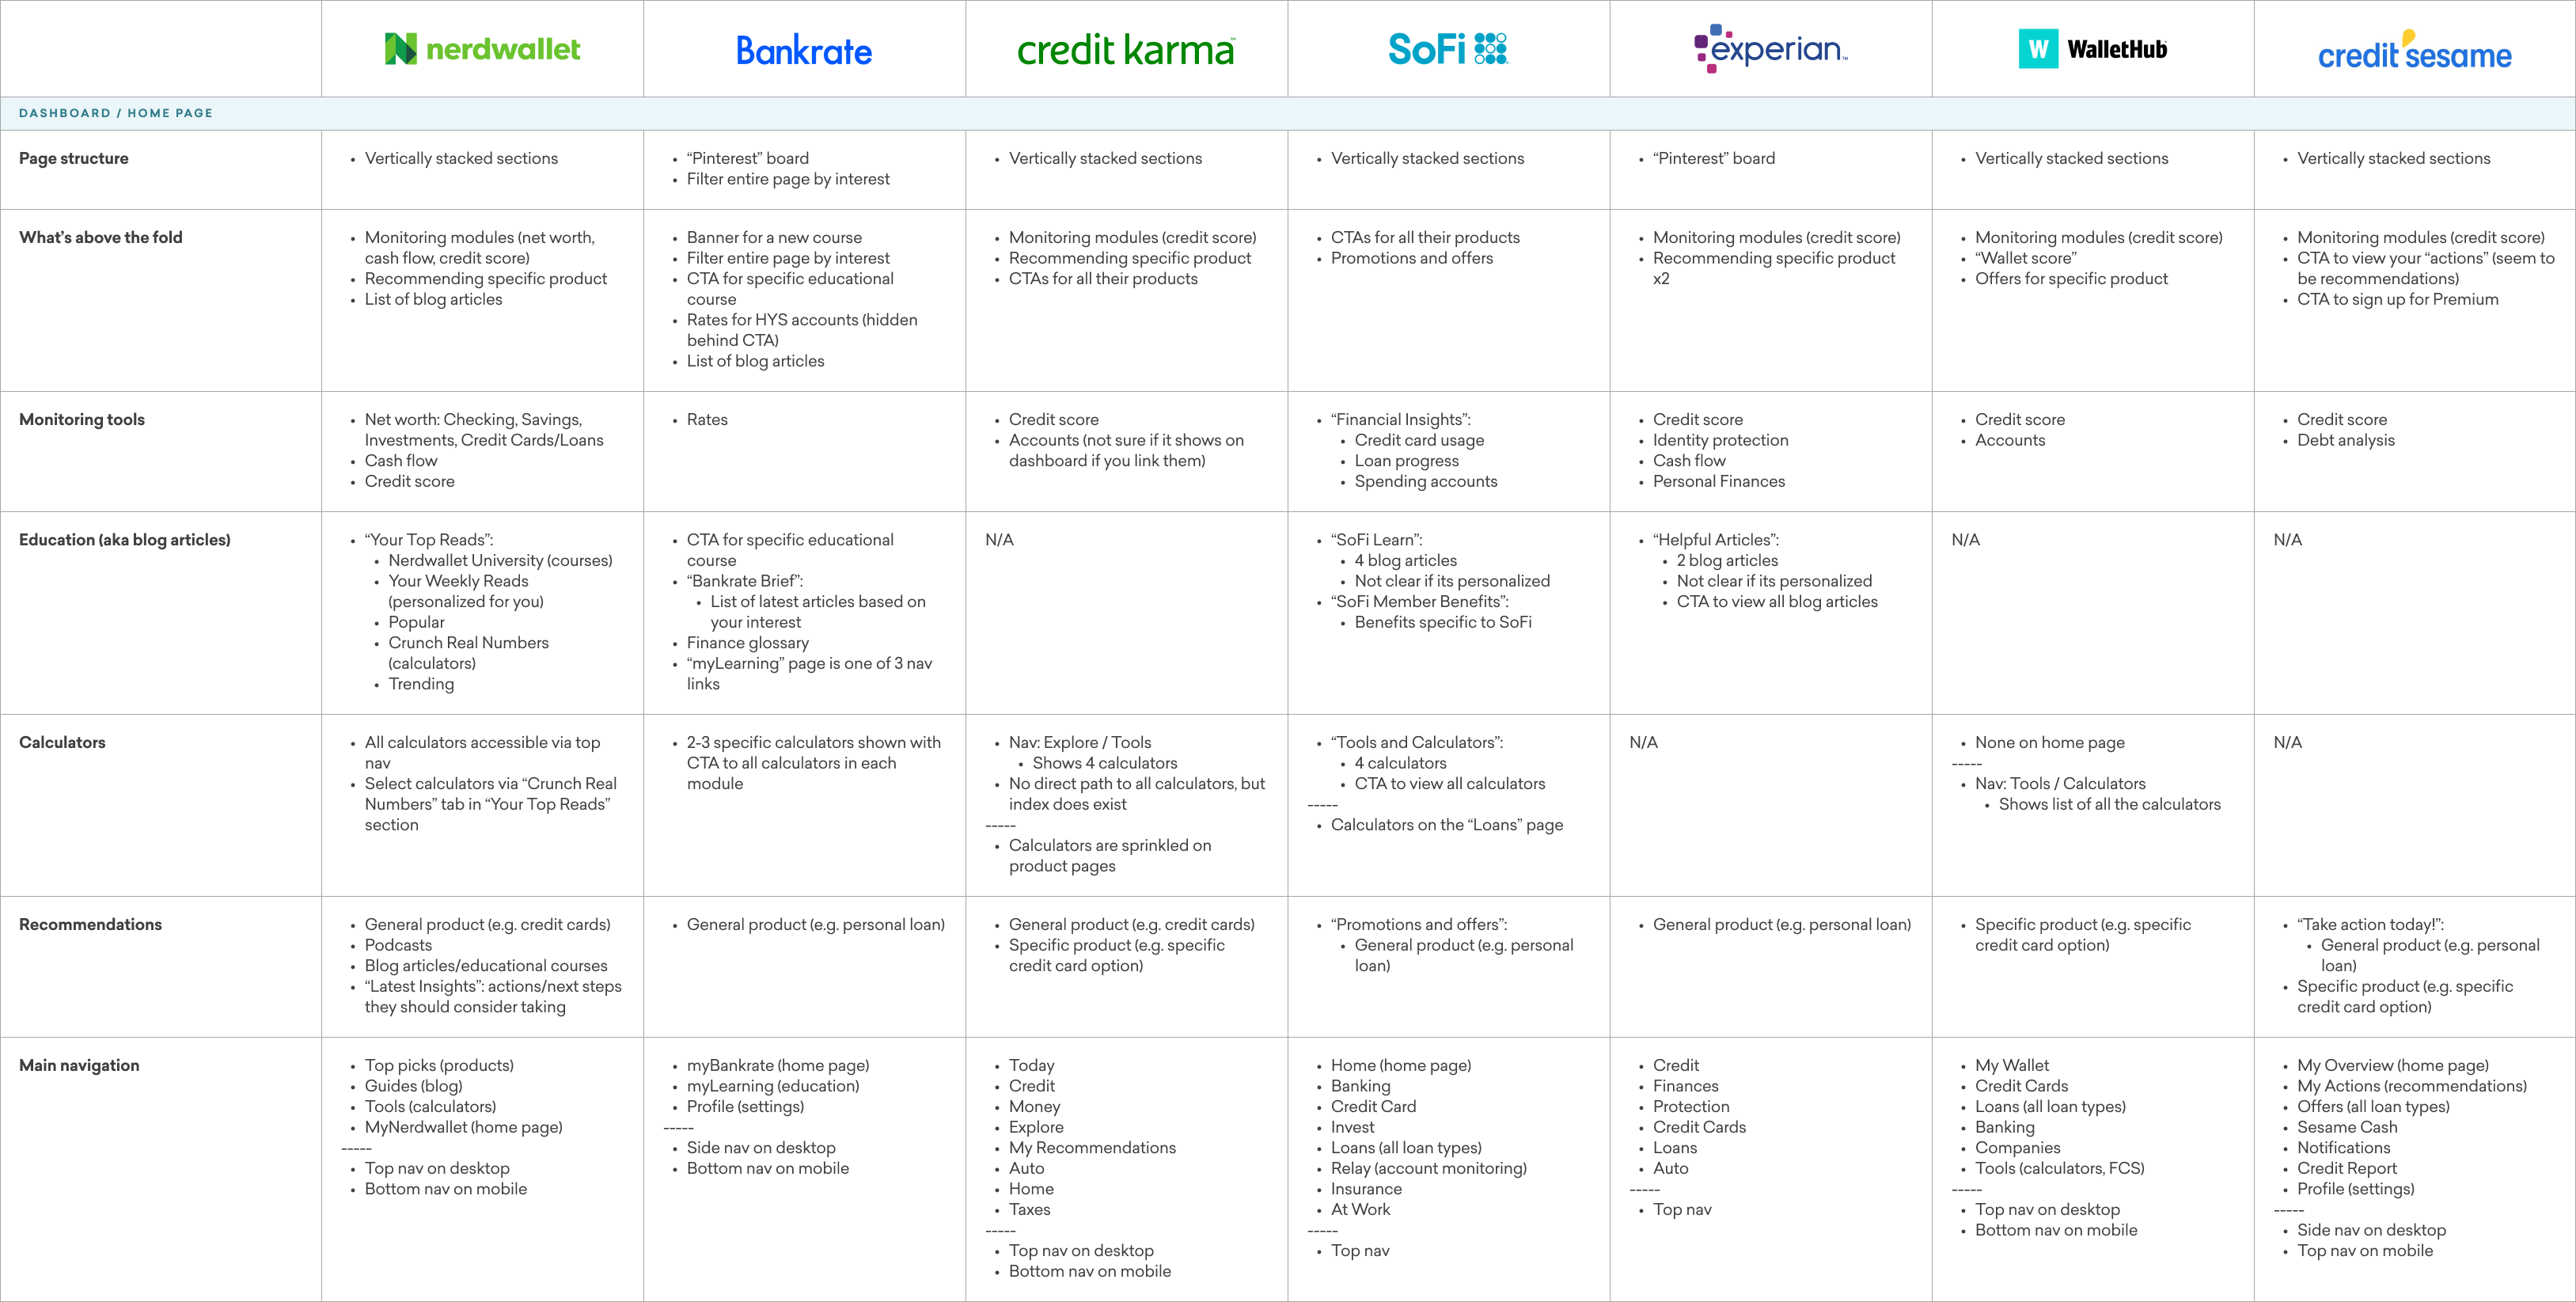 nerdwallet
Bankrate
credit karma™
SoFi
experian™
W WalletHub
credit sesame
DASHBOARD / HOME PAGE
Page structure
• Vertically stacked sections
• “Pinterest” board
• Filter entire page by interest
• Vertically stacked sections
• Vertically stacked sections
• “Pinterest” board
• Vertically stacked sections
• Vertically stacked sections
What’s above the fold
• Monitoring modules (net worth,
cash flow, credit score)
• Recommending specific product
• List of blog articles
• Banner for a new course
• Filter entire page by interest
• CTA for specific educational
course
• Rates for HYS accounts (hidden
behind CTA)
• List of blog articles
• Monitoring modules (credit score)
• Recommending specific product
• CTAs for all their products
• CTAs for all their products
• Promotions and offers
• Monitoring modules (credit score)
• Recommending specific product
x2
• Monitoring modules (credit score)
• “Wallet score”
• Offers for specific product
• Monitoring modules (credit score)
• CTA to view your “actions” (seem to
be recommendations)
• CTA to sign up for Premium
Monitoring tools
• Net worth: Checking, Savings,
Investments, Credit Cards/Loans
• Cash flow
• Credit score
• Rates
• Credit score
• Accounts (not sure if it shows on
dashboard if you link them)
• “Financial Insights”:
• Credit card usage
• Loan progress
• Spending accounts
• Credit score
• Identity protection
• Cash flow
• Personal Finances
• Credit score
• Accounts
• Credit score
• Debt analysis
Education (aka blog articles)
• “Your Top Reads”:
• Nerdwallet University (courses)
• Your Weekly Reads
(personalized for you)
• Popular
• Crunch Real Numbers
(calculators)
• Trending
• CTA for specific educational
course
• “Bankrate Brief”:
• List of latest articles based on
your interest
• Finance glossary
• “myLearning” page is one of 3 nav
links
N/A
• “SoFi Learn”:
• 4 blog articles
• Not clear if its personalized
• “SoFi Member Benefits”:
• Benefits specific to SoFi
• “Helpful Articles”:
• 2 blog articles
• Not clear if its personalized
• CTA to view all blog articles
N/A
N/A
Calculators
• All calculators accessible via top
nav
• Select calculators via “Crunch Real
Numbers” tab in “Your Top Reads”
section
• 2-3 specific calculators shown with
CTA to all calculators in each
module
• Nav: Explore / Tools
• Shows 4 calculators
• No direct path to all calculators, but
index does exist
-----
• Calculators are sprinkled on
product pages
• “Tools and Calculators”:
• 4 calculators
• CTA to view all calculators
-----
• Calculators on the “Loans” page
N/A
• None on home page
-----
• Nav: Tools / Calculators
• Shows list of all the calculators
N/A
Recommendations
• General product (e.g. credit cards)
• Podcasts
• Blog articles/educational courses
• “Latest Insights”: actions/next steps
they should consider taking
• General product (e.g. personal loan)
• General product (e.g. credit cards)
• Specific product (e.g. specific
credit card option)
• “Promotions and offers”:
• General product (e.g. personal
loan)
• General product (e.g. personal loan)
• Specific product (e.g. specific
credit card option)
• “Take action today!”:
• General product (e.g. personal
loan)
• Specific product (e.g. specific
credit card option)
Main navigation
• Top picks (products)
• Guides (blog)
• Tools (calculators)
• MyNerdwallet (home page)
-----
• Top nav on desktop
• Bottom nav on mobile
• myBankrate (home page)
• myLearning (education)
• Profile (settings)
-----
• Side nav on desktop
• Bottom nav on mobile
• Today
• Credit
• Money
• Explore
• My Recommendations
• Auto
• Home
• Taxes
-----
• Top nav on desktop
• Bottom nav on mobile
• Home (home page)
• Banking
• Credit Card
• Invest
• Loans (all loan types)
• Relay (account monitoring)
• Insurance
• At Work
-----
• Top nav
• Credit
• Finances
• Protection
• Credit Cards
• Loans
• Auto
-----
• Top nav
• My Wallet
• Credit Cards
• Loans (all loan types)
• Banking
• Companies
• Tools (calculators, FCS)
-----
• Top nav on desktop
• Bottom nav on mobile
• My Overview (home page)
• My Actions (recommendations)
• Offers (all loan types)
• Sesame Cash
• Notifications
• Credit Report
• Profile (settings)
-----
• Side nav on desktop
• Top nav on mobile